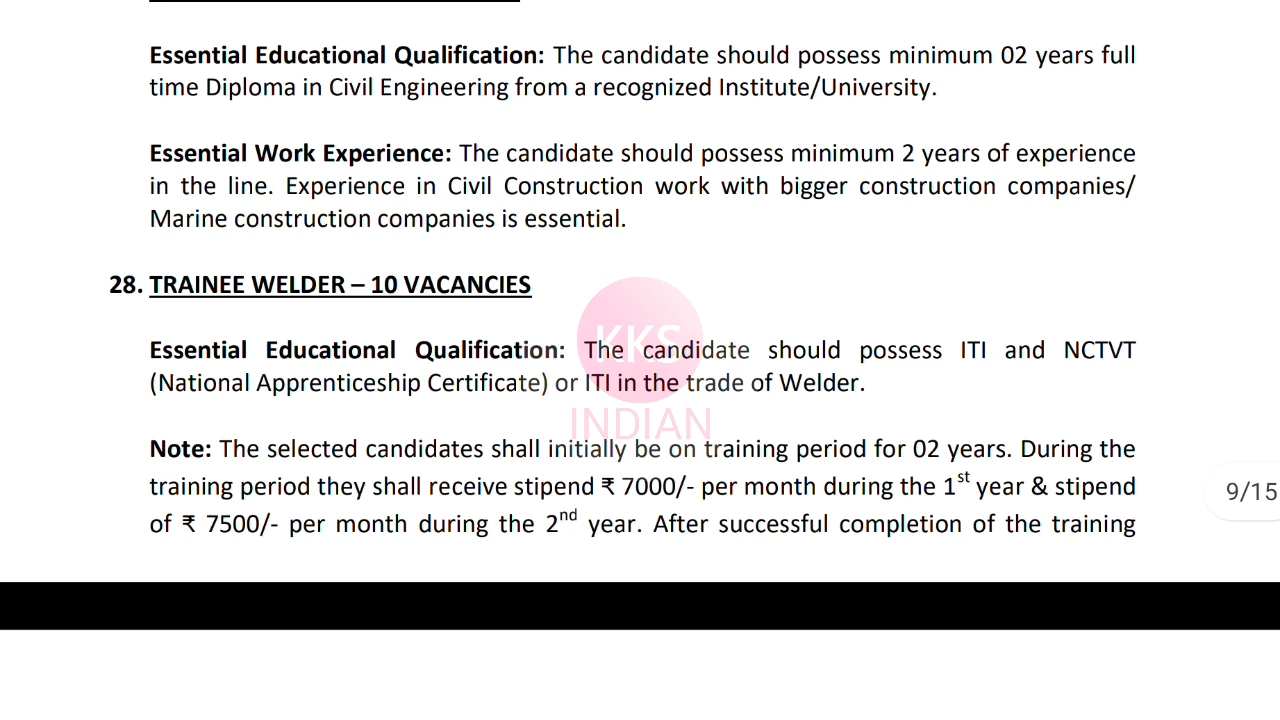 Essential Educational Qualification: The candidate should possess minimum 02 years full
time Diploma in Civil Engineering from a recognized Institute/University.
Essential Work Experience: The candidate should possess minimum 2 years of experience
in the line. Experience in Civil Construction work with bigger construction companies/
Marine construction companies is essential.
28. TRAINEE WELDER – 10 VACANCIES
Essential Educational Qualification: The candidate should possess ITI and NCTVT
(National Apprenticeship Certificate) or ITI in the trade of Welder.
KKS
INDIAN
Note: The selected candidates shall initially be on training period for 02 years. During the
training period they shall receive stipend ₹ 7000/- per month during the 1st year & stipend
of ₹ 7500/- per month during the 2nd year. After successful completion of the training
9/15